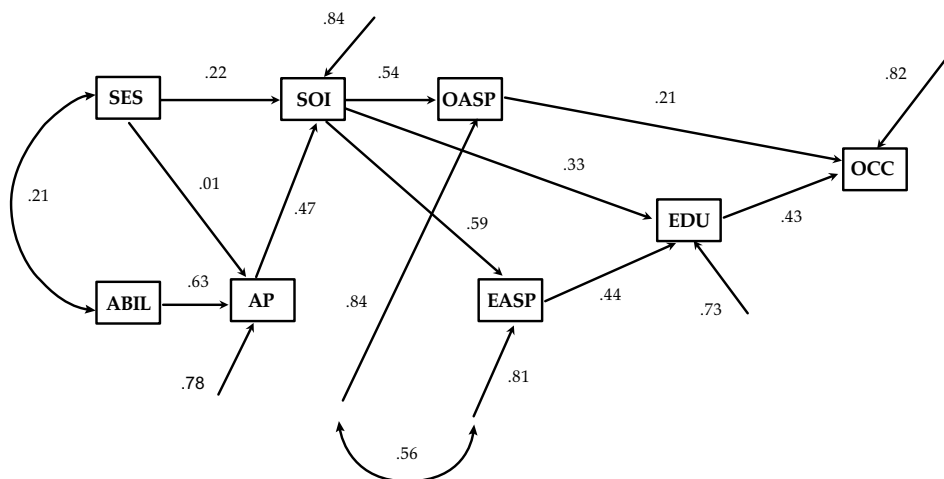 .84
.82
.22
.54
SES
SOI
OASP
.21
OCC
.01
.33
.21
.47
.59
EDU
.43
.63
ABIL
AP
.84
EASP
.44
.73
.78
.81
.56